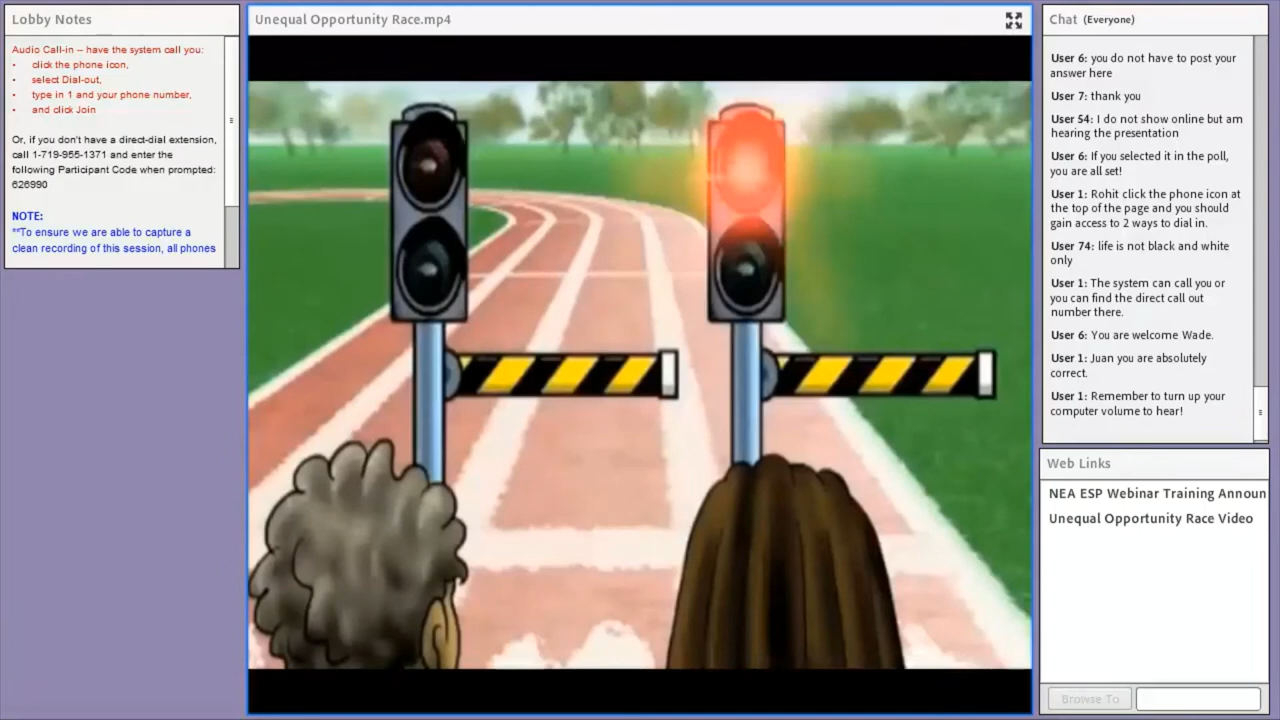 Lobby Notes
Audio Call-in – have the system call you:
• click the phone icon,
• select Dial-out,
• type in 1 and your phone number,
• and click Join
Or, if you don't have a direct-dial extension,
call 1-719-955-1371 and enter the
following Participant Code when prompted:
626990
NOTE:
**To ensure we are able to capture a
clean recording of this session, all phones
Unequal Opportunity Race.mp4
Chat (Everyone)
User 6: you do not have to post your
answer here
User 7: thank you
User 54: I do not show online but am
hearing the presentation
User 6: If you selected it in the poll,
you are all set!
User 1: Rohit click the phone icon at
the top of the page and you should
gain access to 2 ways to dial in.
User 74: life is not black and white
only
User 1: The system can call you or
you can find the direct call out
number there.
User 6: You are welcome Wade.
User 1: Juan you are absolutely
correct.
User 1: Remember to turn up your
computer volume to hear!
Web Links
NEA ESP Webinar Training Announ
Unequal Opportunity Race Video
Browse To